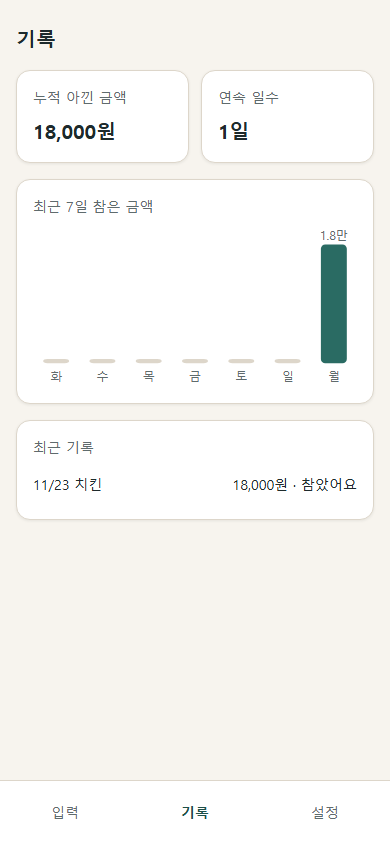 기록
누적 아낀 금액
18,000원
연속 일수
1일
최근 7일 참은 금액
1.8만
화 수 목 금 토 일 월
최근 기록
11/23 치킨 18,000원 · 참았어요
입력 기록 설정